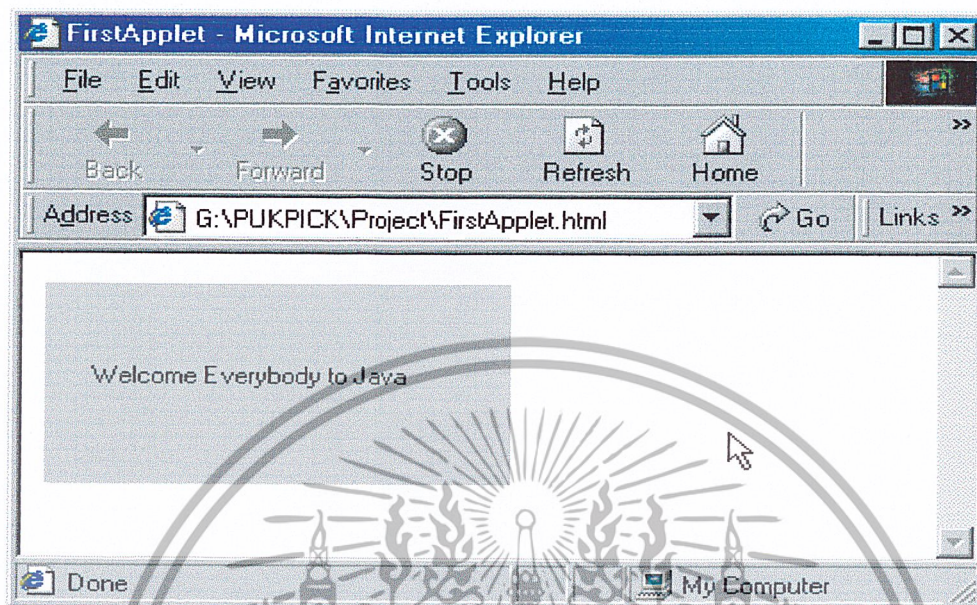 FirstApplet - Microsoft Internet Explorer
File Edit View Favorites Tools Help
Back Forward Stop Refresh Home »
Address G:\PUKPICK\Project\FirstApplet.html Go Links »
Welcome Everybody to Java
Done My Computer